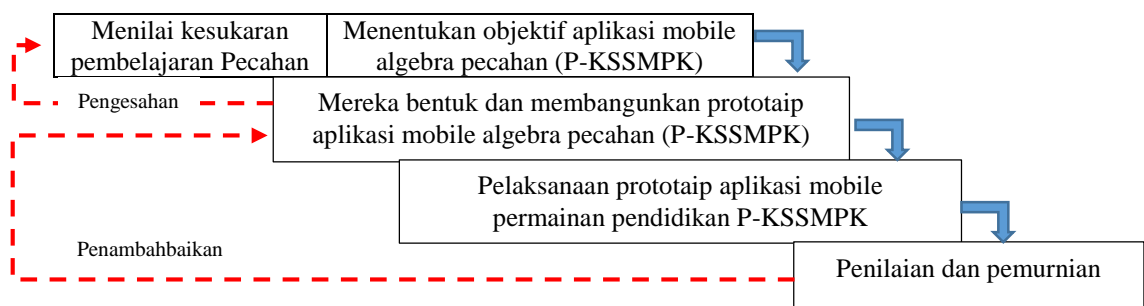 Menilai kesukaran
pembelajaran Pecahan
Menentukan objektif aplikasi mobile
algebra pecahan (P-KSSMPK)
Pengesahan
Mereka bentuk dan membangunkan prototaip
aplikasi mobile algebra pecahan (P-KSSMPK)
Pelaksanaan prototaip aplikasi mobile
permainan pendidikan P-KSSMPK
Penambahbaikan
Penilaian dan pemurnian